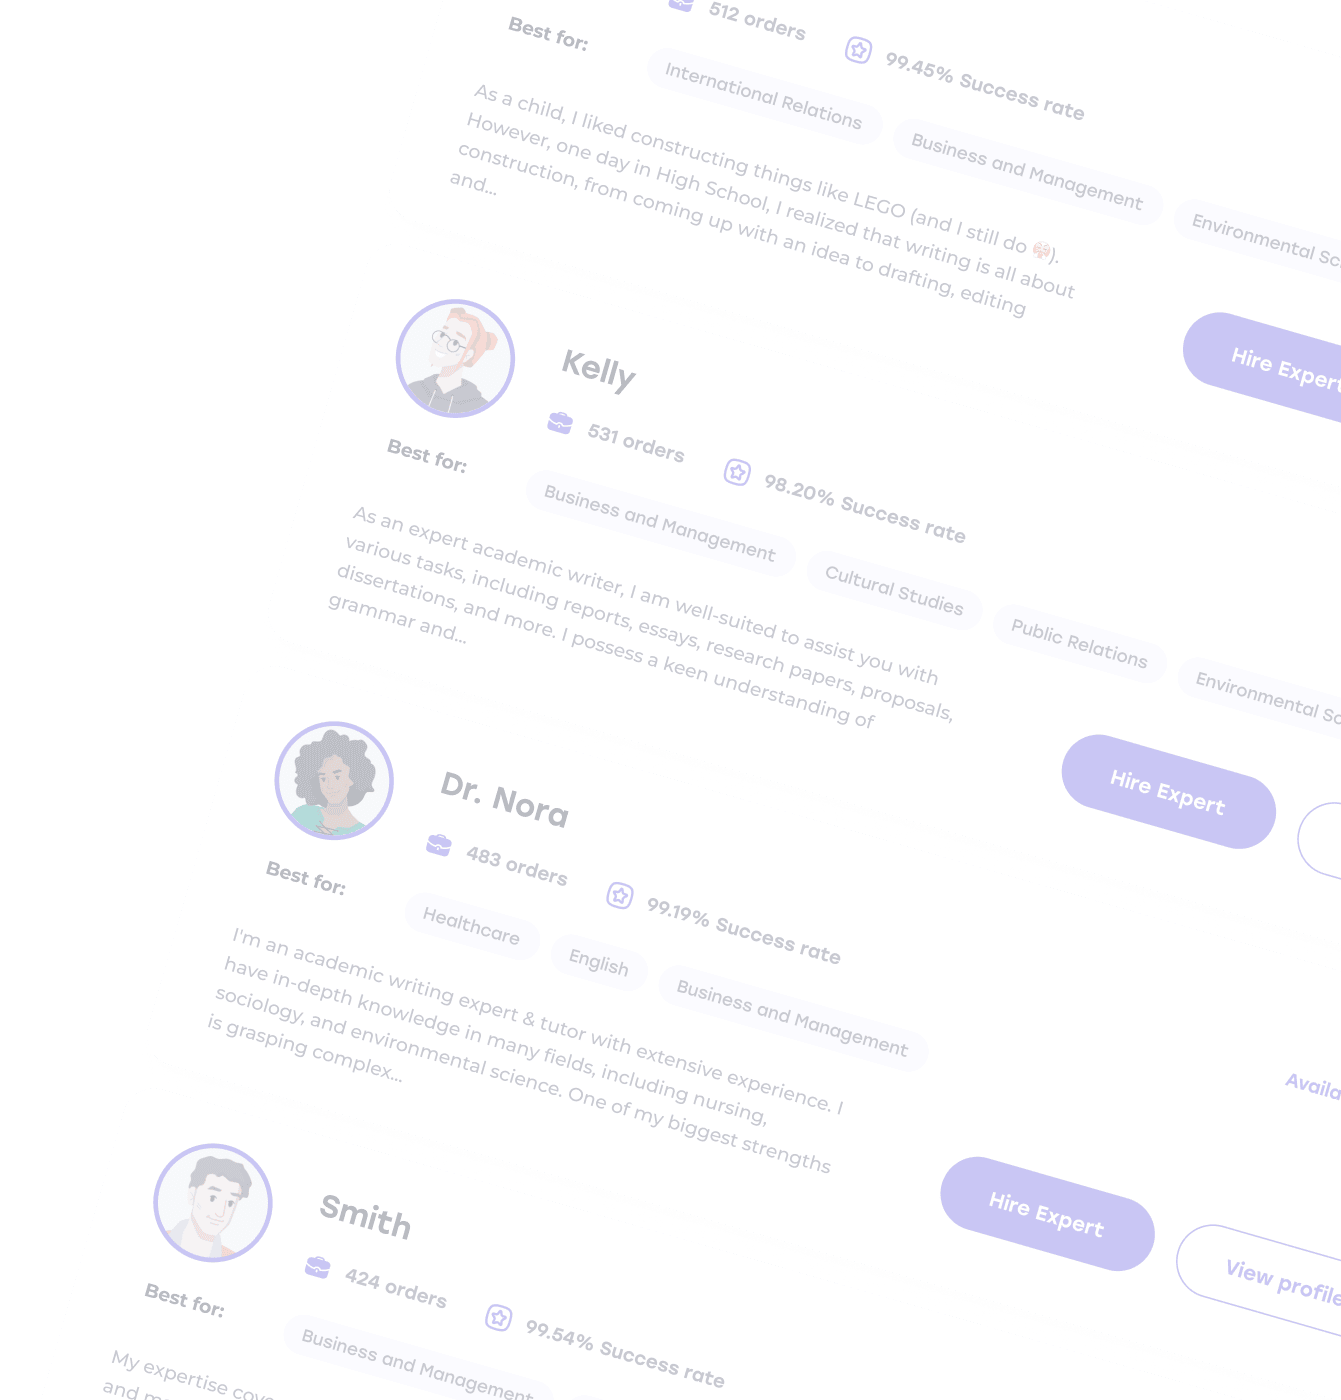 512 orders
99.45% Success rate
Best for:
International Relations
Business and Management
Environmental
As a child, I liked constructing things like LEGO (and I still do ).
However, one day in High School, I realized that writing is all about
construction, from coming up with an idea to drafting, editing
and...
Hire Expert
Kelly
531 orders
98.20% Success rate
Best for:
Business and Management
Cultural Studies
Public Relations
Environmental
As an expert academic writer, I am well-suited to assist you with
various tasks, including reports, essays, research papers, proposals,
dissertations, and more. I possess a keen understanding of
grammar and...
Hire Expert
Dr. Nora
483 orders
99.19% Success rate
Best for:
Healthcare
English
Business and Management
I'm an academic writing expert & tutor with extensive experience. I
have in-depth knowledge in many fields, including nursing,
sociology, and environmental science. One of my biggest strengths
is grasping complex...
Hire Expert
View profile
Smith
424 orders
99.54% Success rate
Best for:
Business and Management
My expertise
and